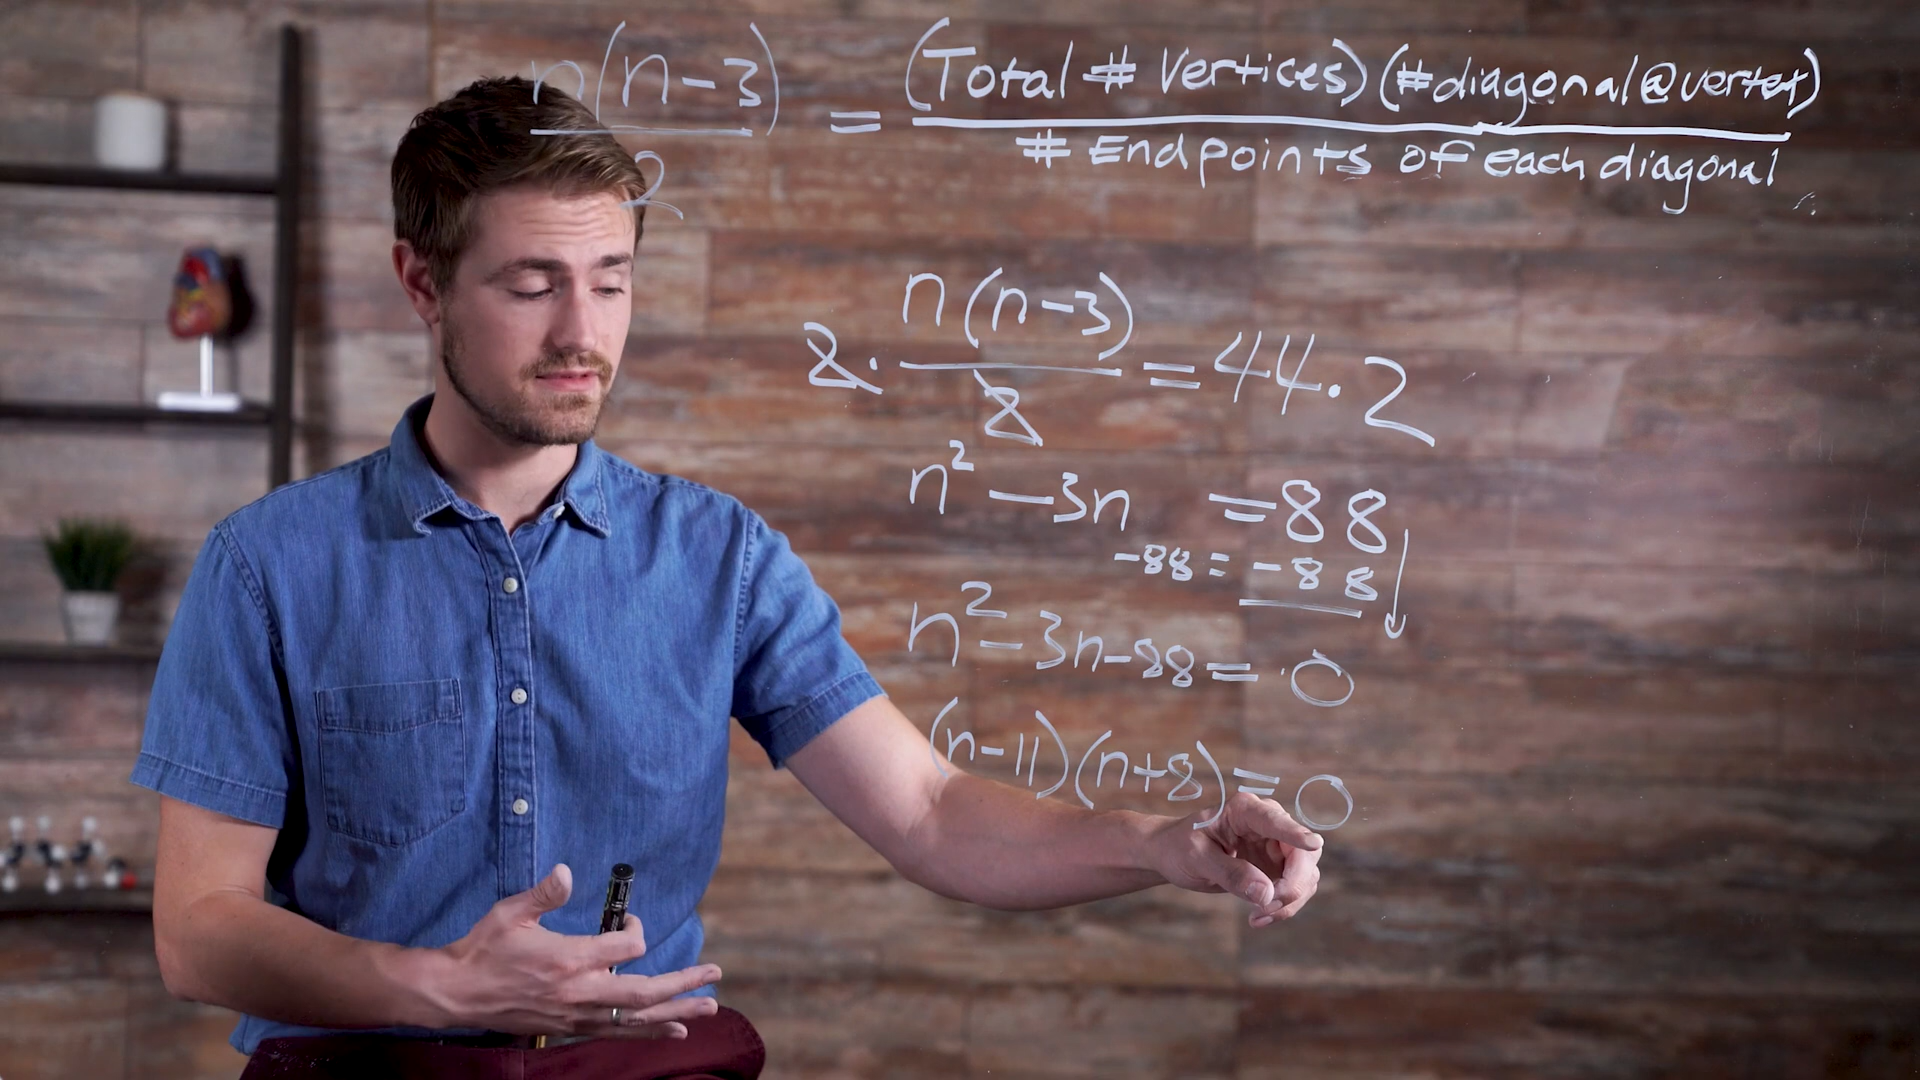 n(n-3)/2 = (Total # Vertices)(#diagonal@vertex)/# Endpoints of each diagonal
2 · n(n-3)/2 = 44 · 2
n² - 3n = 88
-88 = -88
n² - 3n - 88 = 0
(n-11)(n+8) = 0